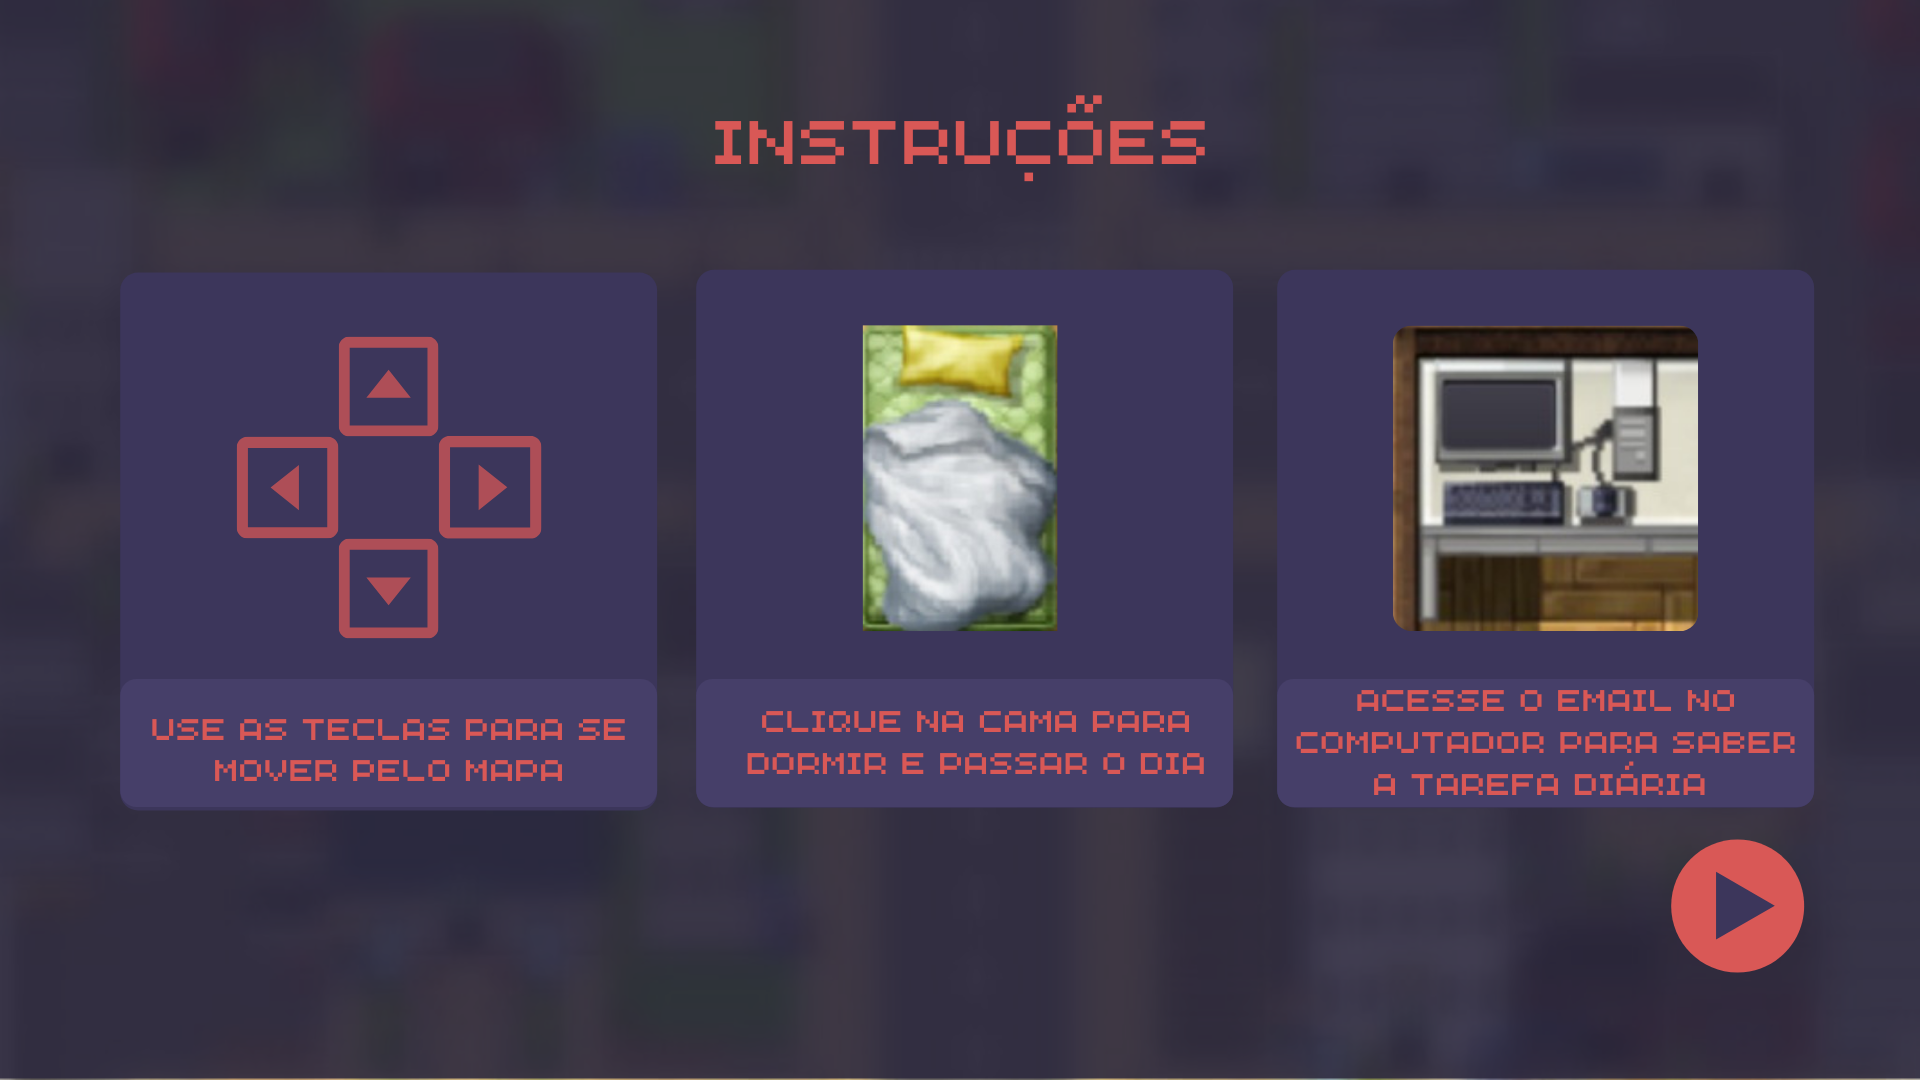 INSTRUÇÕES
USE AS TECLAS PARA SE
MOVER PELO MAPA
CLIQUE NA CAMA PARA
DORMIR E PASSAR O DIA
ACESSE O EMAIL NO
COMPUTADOR PARA SABER
A TAREFA DIÁRIA